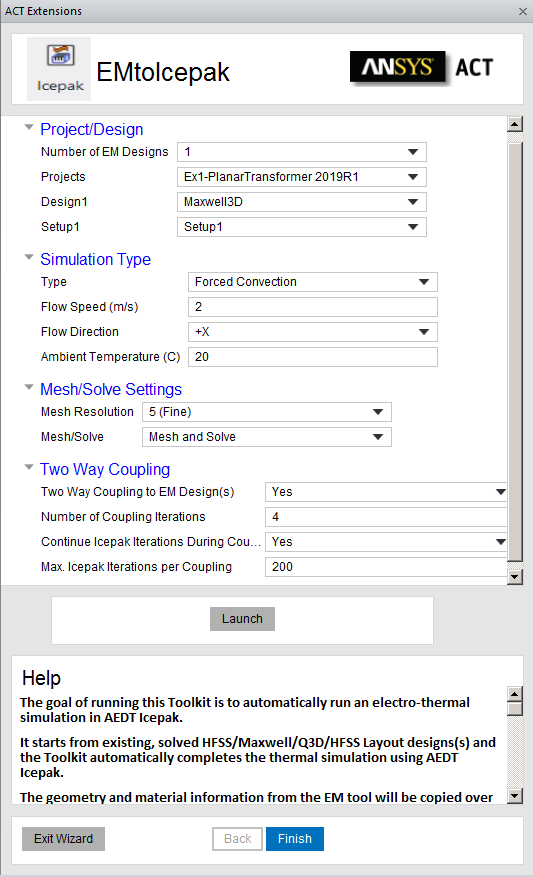 ACT Extensions
Icepak
EMtoIcepak
ANSYS ACT
Project/Design
Number of EM Designs 1
Projects Ex1-PlanarTransformer 2019R1
Design1 Maxwell3D
Setup1 Setup1
Simulation Type
Type Forced Convection
Flow Speed (m/s) 2
Flow Direction +X
Ambient Temperature (C) 20
Mesh/Solve Settings
Mesh Resolution 5 (Fine)
Mesh/Solve Mesh and Solve
Two Way Coupling
Two Way Coupling to EM Design(s) Yes
Number of Coupling Iterations 4
Continue Icepak Iterations During Cou... Yes
Max. Icepak Iterations per Coupling 200
Launch
Help
The goal of running this Toolkit is to automatically run an electro-thermal
simulation in AEDT Icepak.
It starts from existing, solved HFSS/Maxwell/Q3D/HFSS Layout designs(s) and
the Toolkit automatically completes the thermal simulation using AEDT
Icepak.
The geometry and material information from the EM tool will be copied over
Exit Wizard Back Finish